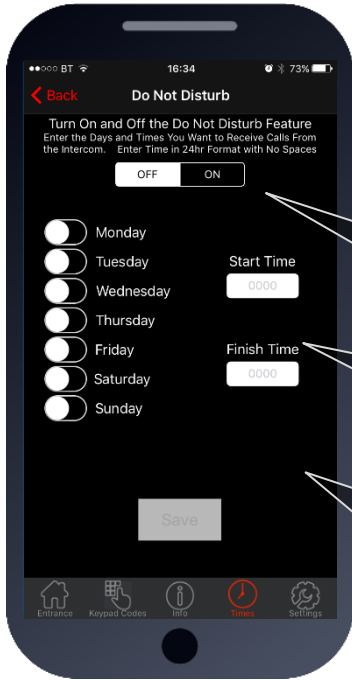 BT 16:34 73%
Back Do Not Disturb
Turn On and Off the Do Not Disturb Feature
Enter the Days and Times You Want to Receive Calls From
the Intercom. Enter Time in 24hr Format with No Spaces
OFF ON
Monday
Tuesday Start Time
Wednesday 0000
Thursday
Friday Finish Time
Saturday 0000
Sunday
Save
Entrance Keypad Codes Info Times Settings